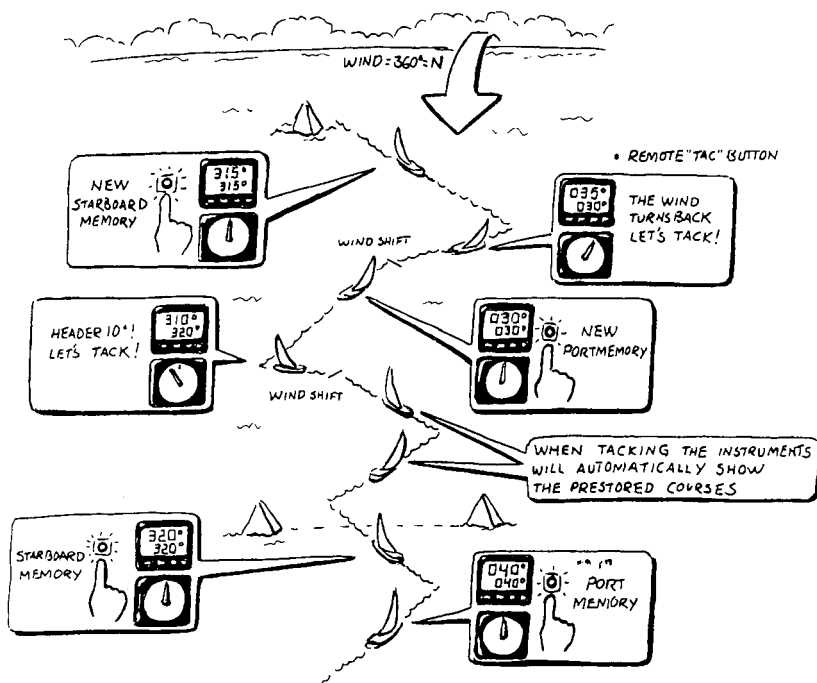 WIND = 360° = N
• REMOTE "TAC" BUTTON
NEW
STARBOARD
MEMORY
315°
315°
035°
030°
THE WIND
TURNS BACK
LET'S TACK!
WIND SHIFT
HEADER 10°!
LET'S TACK!
310°
320°
030°
030°
NEW
PORTMEMORY
WIND SHIFT
WHEN TACKING THE INSTRUMENTS
WILL AUTOMATICALLY SHOW
THE PRESTORED COURSES
STARBOARD
MEMORY
320°
320°
040°
040°
PORT
MEMORY